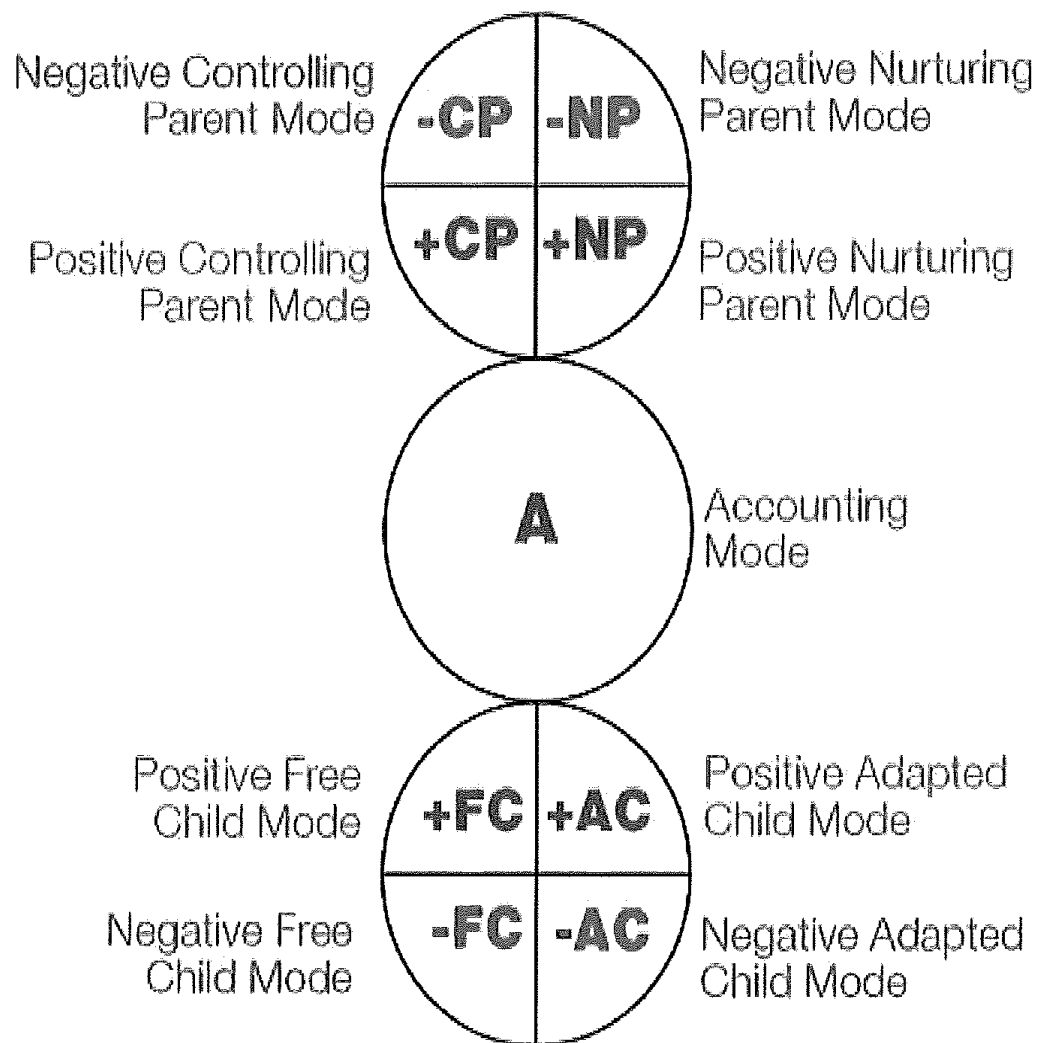 Negative Controlling
Parent Mode
-CP
-NP
Negative Nurturing
Parent Mode
Positive Controlling
Parent Mode
+CP
+NP
Positive Nurturing
Parent Mode
A
Accounting
Mode
Positive Free
Child Mode
+FC
+AC
Positive Adapted
Child Mode
Negative Free
Child Mode
-FC
-AC
Negative Adapted
Child Mode